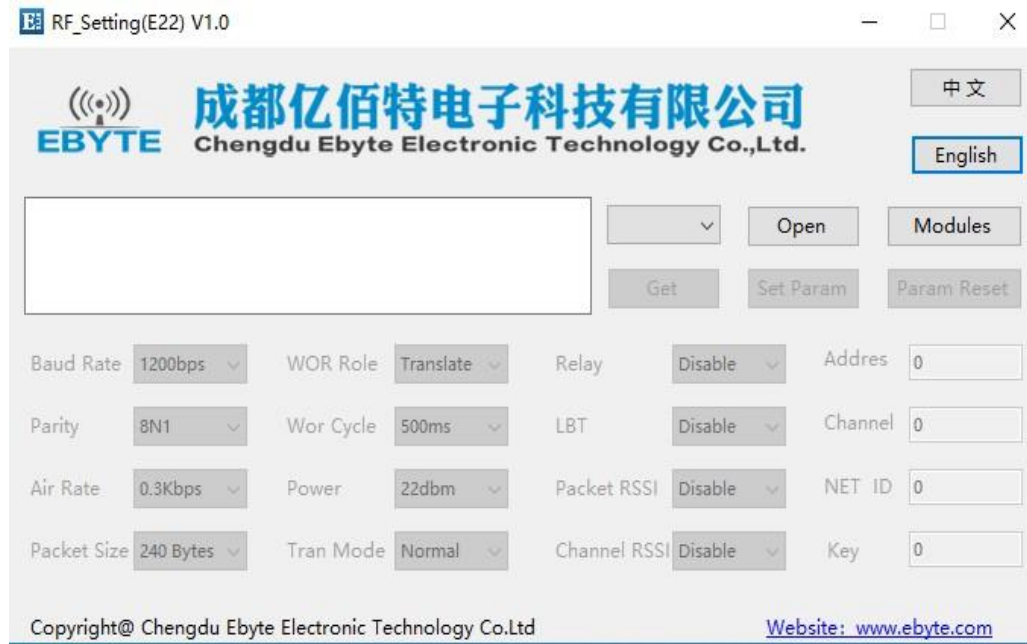 RF_Setting(E22) V1.0
成都亿佰特电子科技有限公司
EBYTE
Chengdu Ebyte Electronic Technology Co.,Ltd.
中文
English
Open
Modules
Get
Set Param
Param Reset
Baud Rate 1200bps WOR Role Translate Relay Disable Addres 0
Parity 8N1 Wor Cycle 500ms LBT Disable Channel 0
Air Rate 0.3Kbps Power 22dbm Packet RSSI Disable NET ID 0
Packet Size 240 Bytes Tran Mode Normal Channel RSSI Disable Key 0
Copyright@ Chengdu Ebyte Electronic Technology Co.Ltd Website: www.ebyte.com